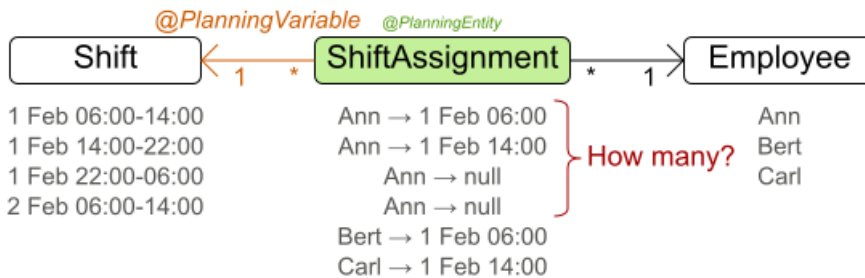 @PlanningVariable @PlanningEntity
Shift 1 * ShiftAssignment * 1 Employee
1 Feb 06:00-14:00
1 Feb 14:00-22:00
1 Feb 22:00-06:00
2 Feb 06:00-14:00
Ann → 1 Feb 06:00
Ann → 1 Feb 14:00
Ann → null
Ann → null
Bert → 1 Feb 06:00
Carl → 1 Feb 14:00
How many?
Ann
Bert
Carl